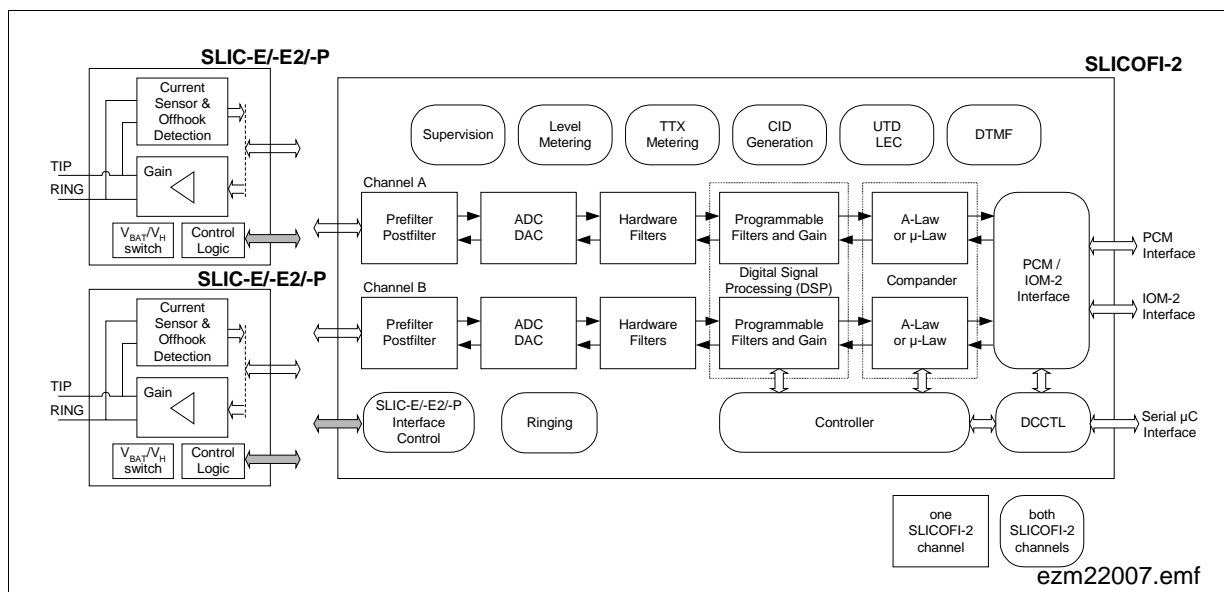 SLIC-E/-E2/-P
Current
Sensor &
Offhook
Detection
TIP
RING
Gain
VBAT/VH
switch
Control
Logic
SLIC-E/-E2/-P
Current
Sensor &
Offhook
Detection
TIP
RING
Gain
VBAT/VH
switch
Control
Logic
SLICOFI-2
Supervision
Level
Metering
TTX
Metering
CID
Generation
UTD
LEC
DTMF
Channel A
Prefilter
Postfilter
ADC
DAC
Hardware
Filters
Programmable
Filters and Gain
A-Law
or µ-Law
PCM /
IOM-2
Interface
PCM
Interface
IOM-2
Interface
Digital Signal
Processing (DSP)
Compander
Channel B
Prefilter
Postfilter
ADC
DAC
Hardware
Filters
Programmable
Filters and Gain
A-Law
or µ-Law
SLIC-E/-E2/-P
Interface
Control
Ringing
Controller
DCCTL
Serial µC
Interface
one
SLICOFI-2
channel
both
SLICOFI-2
channels
ezm22007.emf